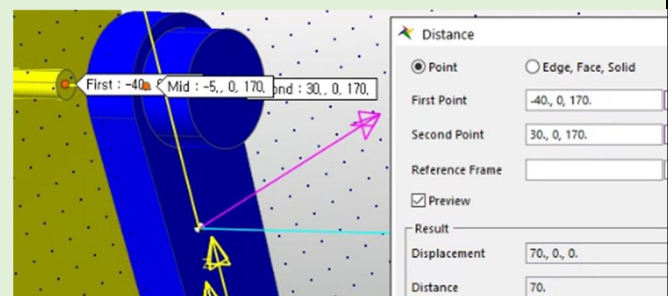 Distance
Point
Edge, Face, Solid
First : -40,
Mid : -5,, 0, 170,
ond : 30,, 0, 170,
First Point
-40., 0, 170.
Second Point
30., 0, 170.
Reference Frame
Preview
Result
Displacement
70., 0., 0.
Distance
70.